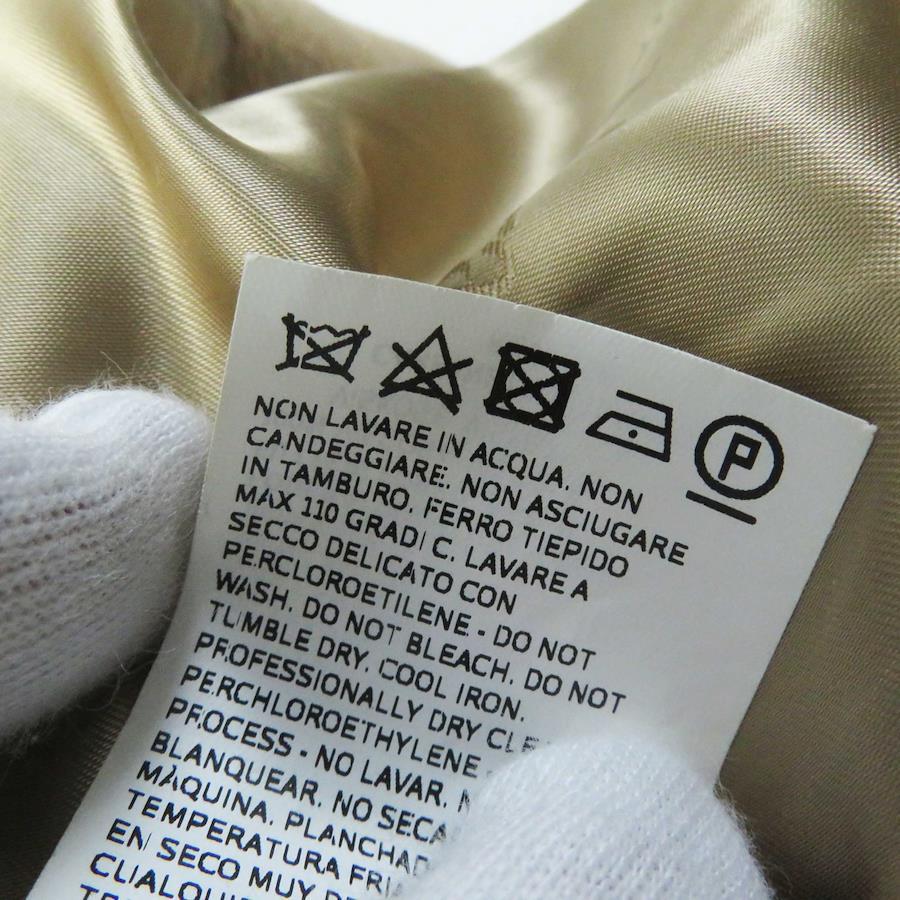 P
NON LAVARE IN ACQUA. NON
CANDEGGIARE. NON ASCIUGARE
IN TAMBURO. FERRO TIEPIDO
MAX 110 GRADI C. LAVARE A
SECCO DELICATO CON
PERCLOROETILENE - DO NOT
WASH. DO NOT BLEACH. DO NOT
TUMBLE DRY. COOL IRON.
PROFESSIONALLY DRY
PERCHLOROETHYLENE
PROCESS - NO LAVAR.
BLANQUEAR. NO
MÀQUINA.
TEMPERATURA
EN SECO MUY